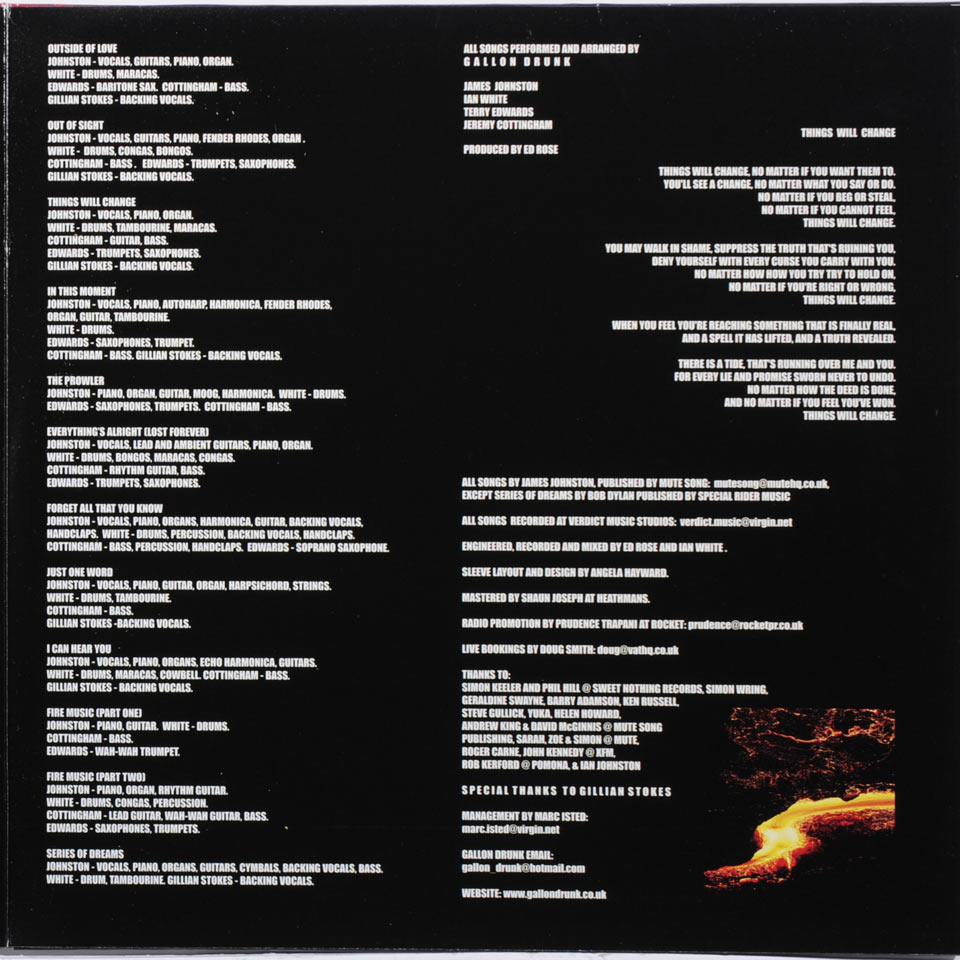 OUTSIDE OF LOVE
JOHNSTON - VOCALS, GUITARS, PIANO, ORGAN.
WHITE - DRUMS, MARACAS.
EDWARDS - BARITONE SAX. COTTINGHAM - BASS.
GILLIAN STOKES - BACKING VOCALS.

OUT OF SIGHT
JOHNSTON - VOCALS, GUITARS, PIANO, FENDER RHODES, ORGAN .
WHITE - DRUMS, CONGAS, BONGOS.
COTTINGHAM - BASS . EDWARDS - TRUMPETS, SAXOPHONES.
GILLIAN STOKES - BACKING VOCALS.

THINGS WILL CHANGE
JOHNSTON - VOCALS, PIANO, ORGAN.
WHITE - DRUMS, TAMBOURINE, MARACAS.
COTTINGHAM - GUITAR, BASS.
EDWARDS - TRUMPETS, SAXOPHONES.
GILLIAN STOKES - BACKING VOCALS.

IN THIS MOMENT
JOHNSTON - VOCALS, PIANO, AUTOHARP, HARMONICA, FENDER RHODES,
ORGAN, GUITAR, TAMBOURINE.
WHITE - DRUMS.
EDWARDS - SAXOPHONES, TRUMPET.
COTTINGHAM - BASS. GILLIAN STOKES - BACKING VOCALS.

THE PROWLER
JOHNSTON - PIANO, ORGAN, GUITAR, MOOG, HARMONICA. WHITE - DRUMS.
EDWARDS - SAXOPHONES, TRUMPETS. COTTINGHAM - BASS.

EVERYTHING'S ALRIGHT (LOST FOREVER)
JOHNSTON - VOCALS, LEAD AND AMBIENT GUITARS, PIANO, ORGAN.
WHITE - DRUMS, BONGOS, MARACAS, CONGAS.
COTTINGHAM - RHYTHM GUITAR, BASS.
EDWARDS - TRUMPETS, SAXOPHONES.

FORGET ALL THAT YOU KNOW
JOHNSTON - VOCALS, PIANO, ORGANS, HARMONICA, GUITAR, BACKING VOCALS,
HANDCLAPS. WHITE - DRUMS, PERCUSSION, BACKING VOCALS, HANDCLAPS.
COTTINGHAM - BASS, PERCUSSION, HANDCLAPS. EDWARDS - SOPRANO SAXOPHONE.

JUST ONE WORD
JOHNSTON - VOCALS, PIANO, GUITAR, ORGAN, HARPSICHORD, STRINGS.
WHITE - DRUMS, TAMBOURINE.
COTTINGHAM - BASS.
GILLIAN STOKES -BACKING VOCALS.

I CAN HEAR YOU
JOHNSTON - VOCALS, PIANO, ORGANS, ECHO HARMONICA, GUITARS.
WHITE - DRUMS, MARACAS, COWBELL. COTTINGHAM - BASS.
GILLIAN STOKES - BACKING VOCALS.

FIRE MUSIC (PART ONE)
JOHNSTON - PIANO, GUITAR. WHITE - DRUMS.
COTTINGHAM - BASS.
EDWARDS - WAH-WAH TRUMPET.

FIRE MUSIC (PART TWO)
JOHNSTON - PIANO, ORGAN, RHYTHM GUITAR.
WHITE - DRUMS, CONGAS, PERCUSSION.
COTTINGHAM - LEAD GUITAR, WAH-WAH GUITAR, BASS.
EDWARDS - SAXOPHONES, TRUMPETS.

SERIES OF DREAMS
JOHNSTON - VOCALS, PIANO, ORGANS, GUITARS, CYMBALS, BACKING VOCALS, BASS.
WHITE - DRUM, TAMBOURINE. GILLIAN STOKES - BACKING VOCALS.

ALL SONGS PERFORMED AND ARRANGED BY
GALLON DRUNK

JAMES JOHNSTON
IAN WHITE
TERRY EDWARDS
JEREMY COTTINGHAM

PRODUCED BY ED ROSE

THINGS WILL CHANGE

THINGS WILL CHANGE, NO MATTER IF YOU WANT THEM TO.
YOU'LL SEE A CHANGE, NO MATTER WHAT YOU SAY OR DO.
NO MATTER IF YOU BEG OR STEAL,
NO MATTER IF YOU CANNOT FEEL,
THINGS WILL CHANGE.

YOU MAY WALK IN SHAME, SUPPRESS THE TRUTH THAT'S RUINING YOU,
DENY YOURSELF WITH EVERY CURSE YOU CARRY WITH YOU.
NO MATTER HOW HOW YOU TRY TRY TO HOLD ON,
NO MATTER IF YOU'RE RIGHT OR WRONG,
THINGS WILL CHANGE.

WHEN YOU FEEL YOU'RE REACHING SOMETHING THAT IS FINALLY REAL,
AND A SPELL IT HAS LIFTED, AND A TRUTH REVEALED.

THERE IS A TIDE, THAT'S RUNNING OVER ME AND YOU.
FOR EVERY LIE AND PROMISE SWORN NEVER TO UNDO.
NO MATTER HOW THE DEED IS DONE,
AND NO MATTER IF YOU FEEL YOU'VE WON.
THINGS WILL CHANGE.

ALL SONGS BY JAMES JOHNSTON, PUBLISHED BY MUTE SONG: mutesong@mutehq.co.uk,
EXCEPT SERIES OF DREAMS BY BOB DYLAN PUBLISHED BY SPECIAL RIDER MUSIC

ALL SONGS RECORDED AT VERDICT MUSIC STUDIOS: verdict.music@virgin.net

ENGINEERED, RECORDED AND MIXED BY ED ROSE AND IAN WHITE .

SLEEVE LAYOUT AND DESIGN BY ANGELA HAYWARD.

MASTERED BY SHAUN JOSEPH AT HEATHMANS.

RADIO PROMOTION BY PRUDENCE TRAPANI AT ROCKET: prudence@rocketpr.co.uk

LIVE BOOKINGS BY DOUG SMITH: doug@vathq.co.uk

THANKS TO:
SIMON KEELER AND PHIL HILL @ SWEET NOTHING RECORDS, SIMON WRING,
GERALDINE SWAYNE, BARRY ADAMSON, KEN RUSSELL,
STEVE GULLICK, YUKA, HELEN HOWARD,
ANDREW KING & DAVID McGINNIS @ MUTE SONG
PUBLISHING, SARAH, ZOE & SIMON @ MUTE,
ROGER CARNE, JOHN KENNEDY @ XFM,
ROB KERFORD @ POMONA, & IAN JOHNSTON

SPECIAL THANKS TO GILLIAN STOKES

MANAGEMENT BY MARC ISTED:
marc.isted@virgin.net

GALLON DRUNK EMAIL:
gallon_drunk@hotmail.com

WEBSITE: www.gallondrunk.co.uk